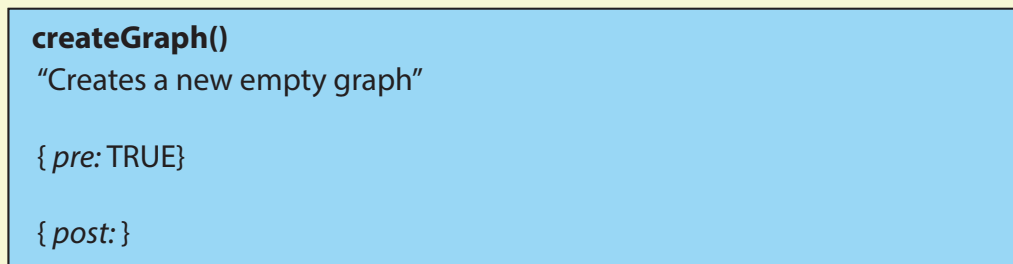 createGraph()
“Creates a new empty graph”
{ pre: TRUE}
{ post: }